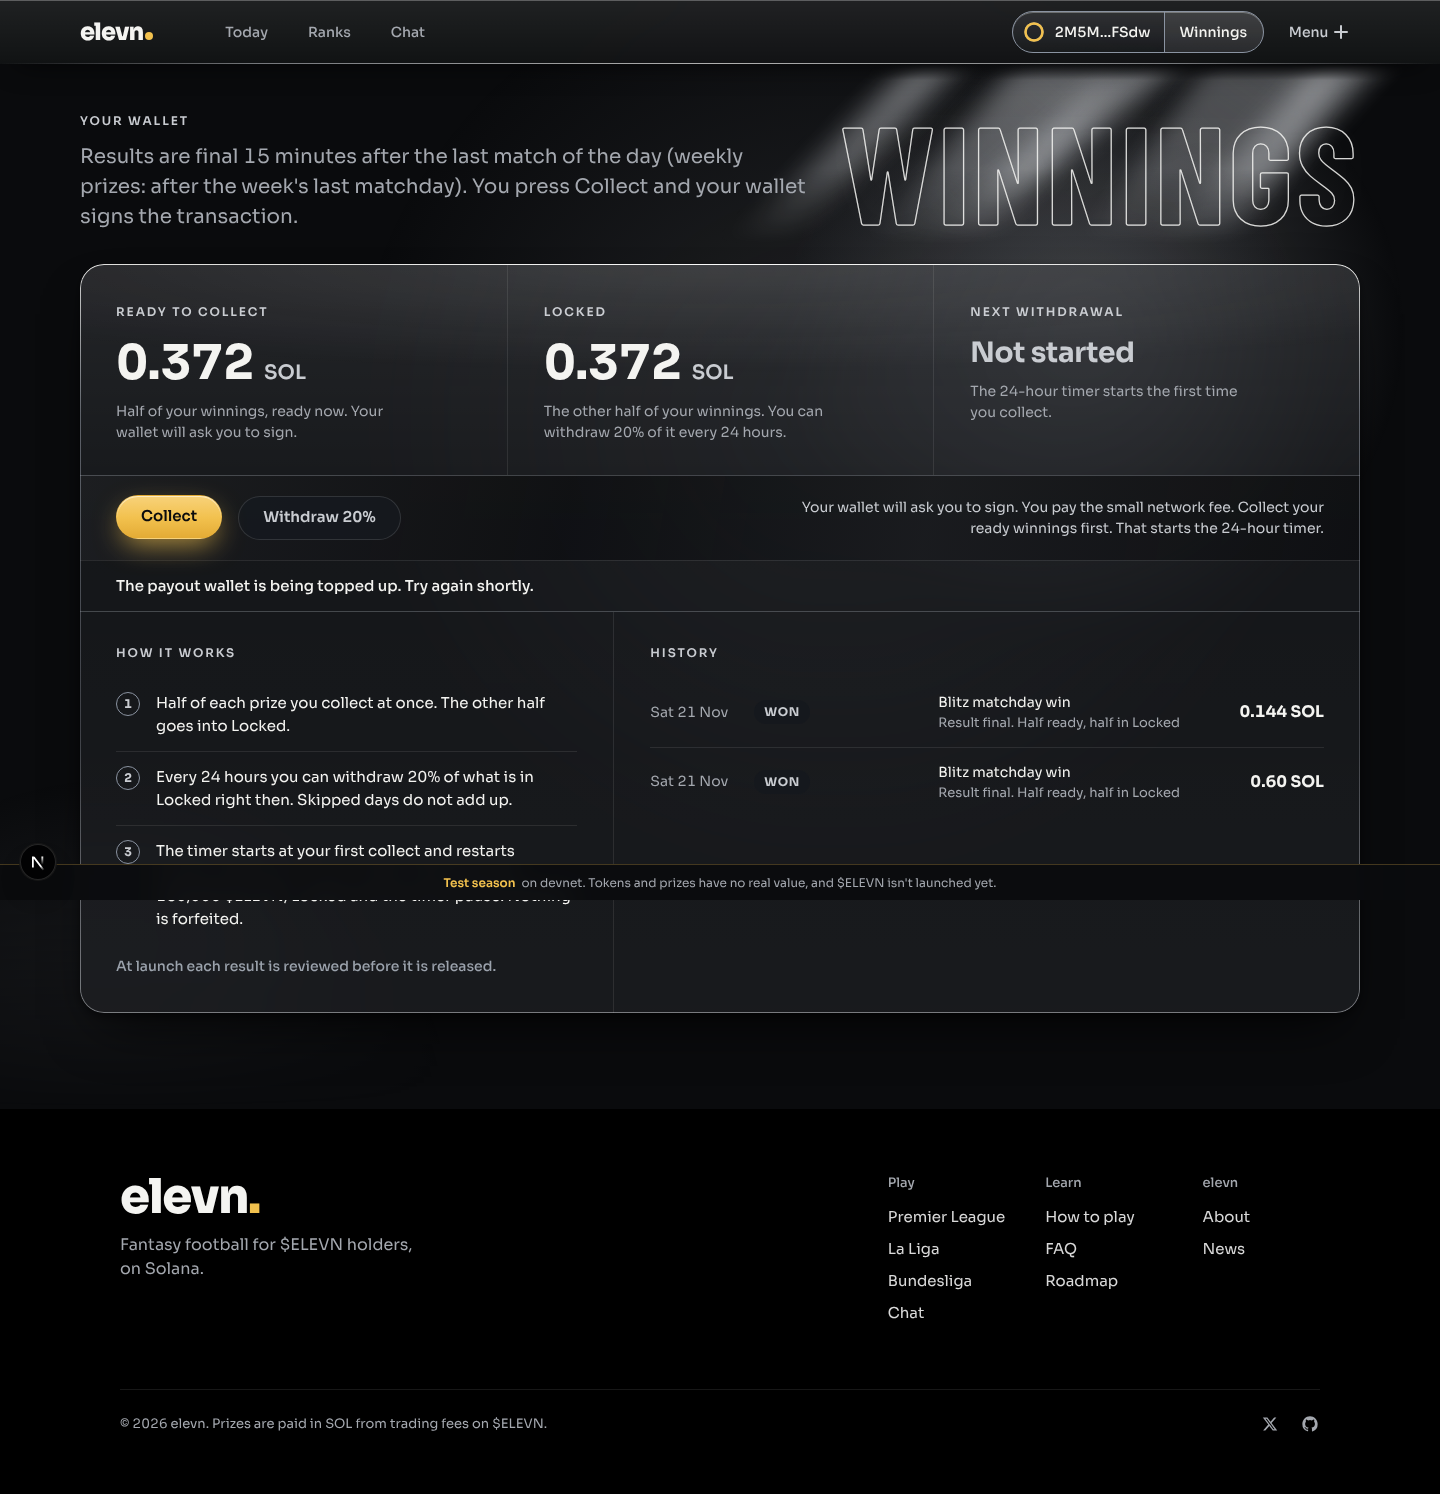 elevn.
Today
Ranks
Chat
2M5M...FSdw
Winnings
Menu
YOUR WALLET
Results are final 15 minutes after the last match of the day (weekly
prizes: after the week's last matchday). You press Collect and your wallet
signs the transaction.
WINNINGS
READY TO COLLECT
0.372 SOL
Half of your winnings, ready now. Your
wallet will ask you to sign.
LOCKED
0.372 SOL
The other half of your winnings. You can
withdraw 20% of it every 24 hours.
NEXT WITHDRAWAL
Not started
The 24-hour timer starts the first time
you collect.
Collect
Withdraw 20%
Your wallet will ask you to sign. You pay the small network fee. Collect your
ready winnings first. That starts the 24-hour timer.
The payout wallet is being topped up. Try again shortly.
HOW IT WORKS
1 Half of each prize you collect at once. The other half
goes into Locked.
2 Every 24 hours you can withdraw 20% of what is in
Locked right then. Skipped days do not add up.
3 The timer starts at your first collect and restarts
is forfeited.
At launch each result is reviewed before it is released.
HISTORY
Sat 21 Nov WON Blitz matchday win 0.144 SOL
Result final. Half ready, half in Locked
Sat 21 Nov WON Blitz matchday win 0.60 SOL
Result final. Half ready, half in Locked
N
Test season on devnet. Tokens and prizes have no real value, and $ELEVN isn't launched yet.
elevn.
Fantasy football for $ELEVN holders,
on Solana.
Play
Premier League
La Liga
Bundesliga
Chat
Learn
How to play
FAQ
Roadmap
elevn
About
News
© 2026 elevn. Prizes are paid in SOL from trading fees on $ELEVN.